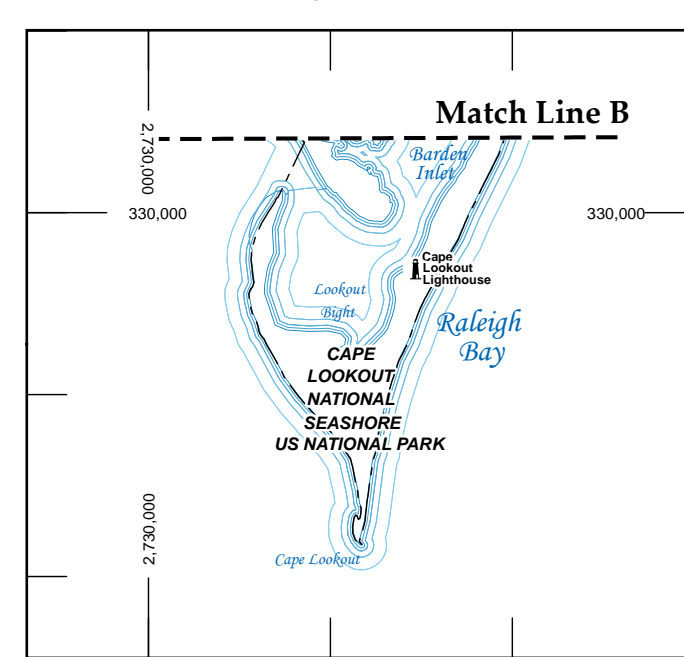 Match Line B
2,730,000
Barden
Inlet
330,000
330,000
Cape
Lookout
Lighthouse
Lookout
Bight
Raleigh
Bay
CAPE
LOOKOUT
NATIONAL
SEASHORE
US NATIONAL PARK
2,730,000
Cape Lookout